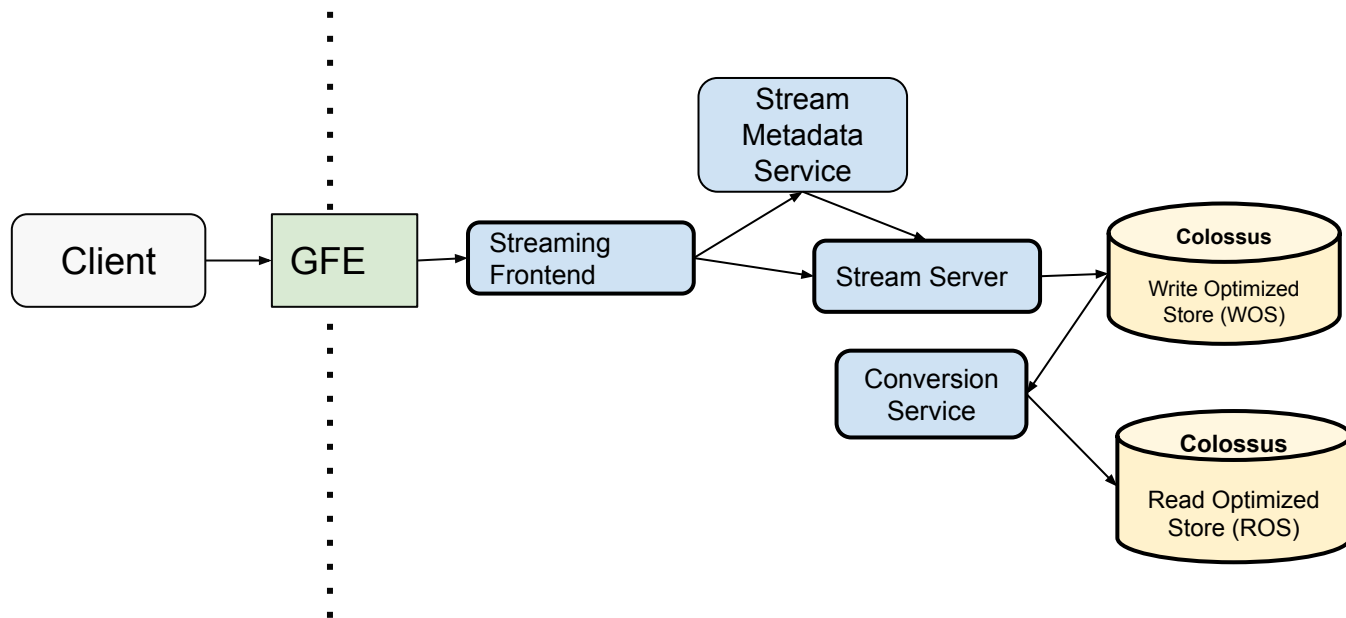 Stream
Metadata
Service
Client
GFE
Streaming
Frontend
Stream Server
Colossus
Write Optimized
Store (WOS)
Conversion
Service
Colossus
Read Optimized
Store (ROS)